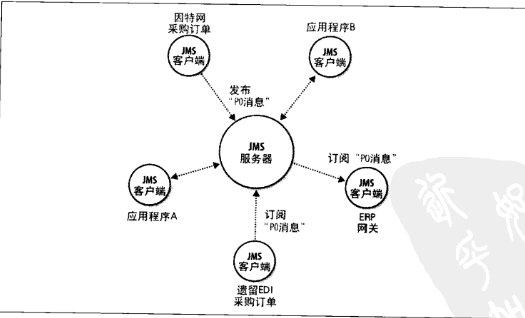 因特网
采购订单
JMS
客户端
应用程序B
JMS
客户端
发布
“PO消息”
JMS
服务器
订阅“PO消息”
JMS
客户端
ERP
网关
JMS
客户端
应用程序A
订阅
“PO消息”
JMS
客户端
遗留EDI
采购订单